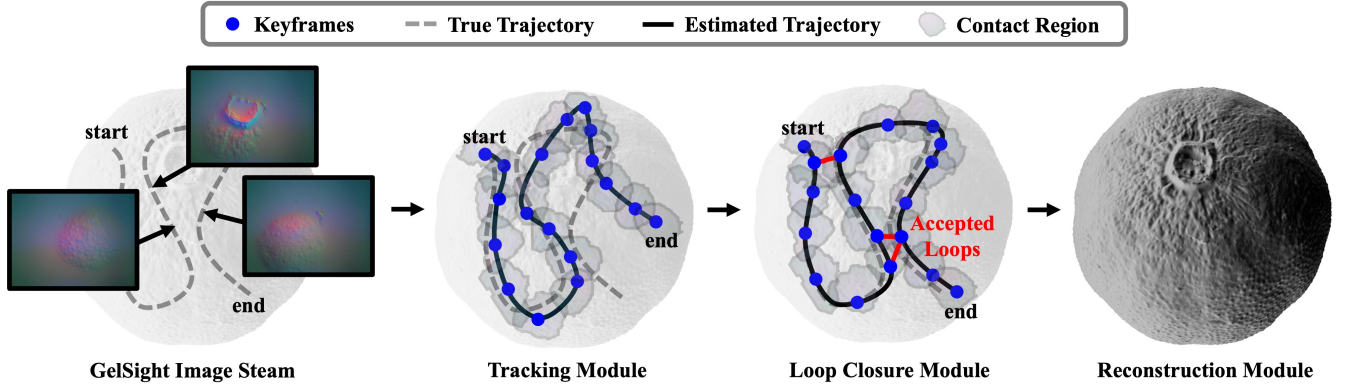 Keyframes
True Trajectory
Estimated Trajectory
Contact Region
start
end
GelSight Image Steam
start
end
Tracking Module
start
Accepted
Loops
end
Loop Closure Module
Reconstruction Module